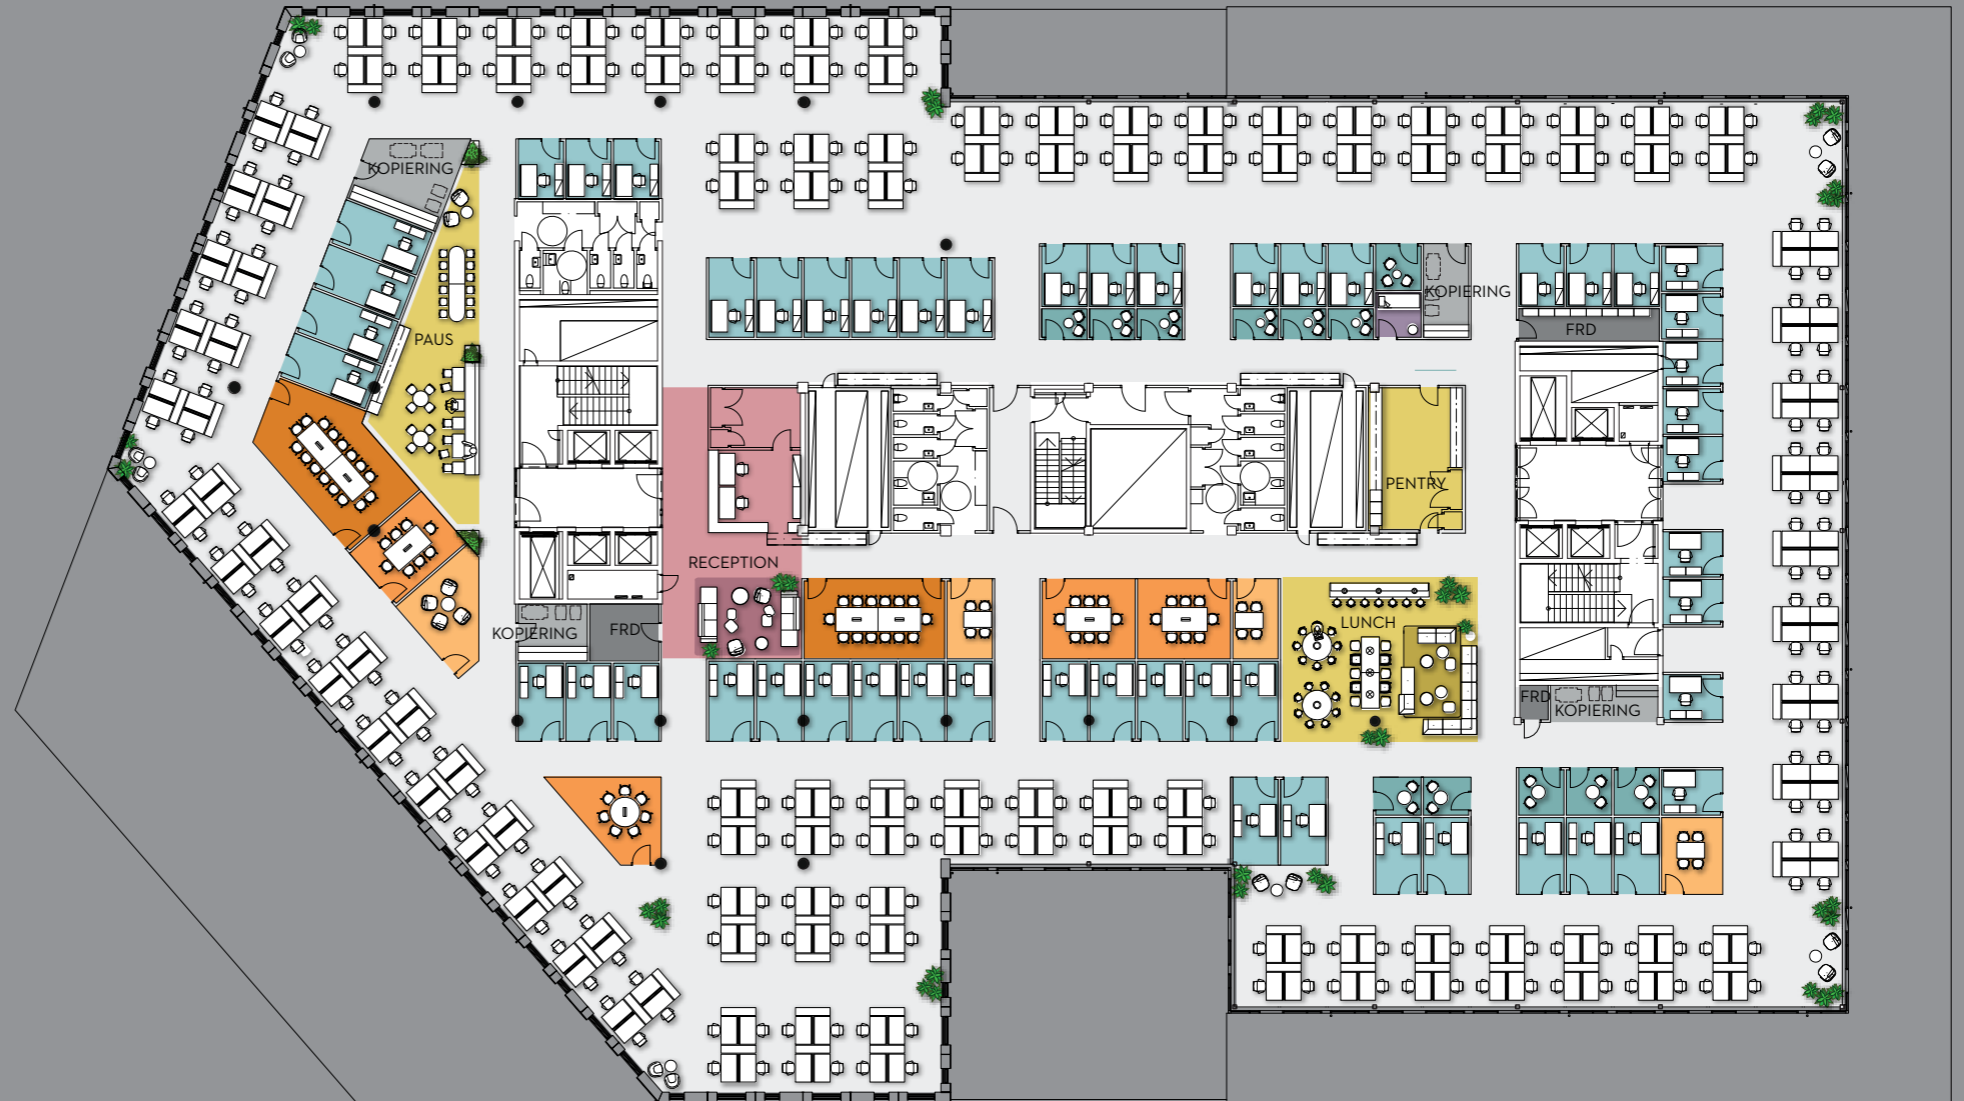 KOPIERING
KOPIERING
FRD
PAUS
PENTRY
RECEPTION
LUNCH
KOPIERING
FRD
FRD
KOPIERING